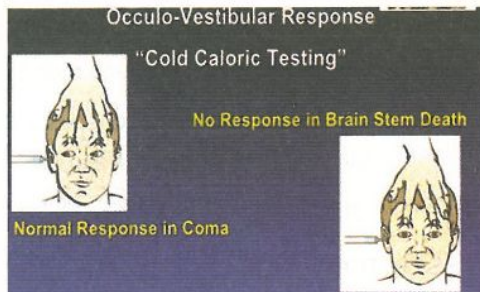 Occulo-Vestibular Response
“Cold Caloric Testing”
No Response in Brain Stem Death
Normal Response in Coma